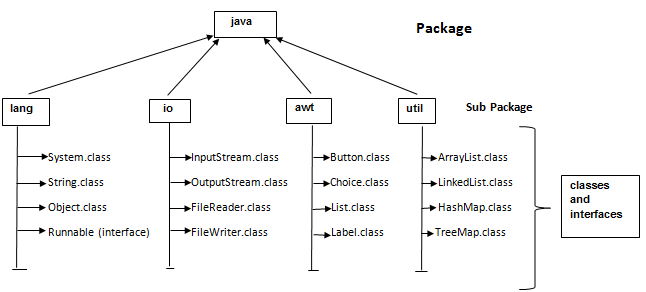 java
Package
lang
io
awt
util
Sub Package
System.class
InputStream.class
Button.class
ArrayList.class
String.class
OutputStream.class
Choice.class
LinkedList.class
Object.class
FileReader.class
List.class
HashMap.class
Runnable (interface)
FileWriter.class
Label.class
TreeMap.class
classes
and
interfaces